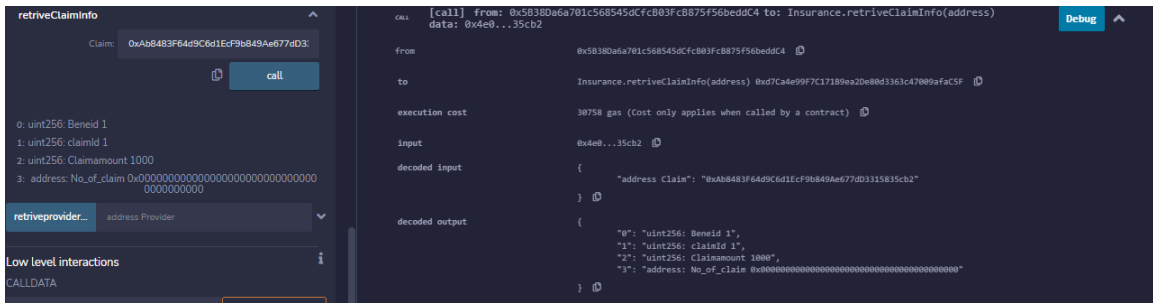 retriveClaimInfo
Claim: 0xAb8483F64d9C6d1EcF9b849Ae677dD3:
call
0: uint256: Beneid 1
1: uint256: claimId 1
2: uint256: Claimamount 1000
3: address: No_of_claim 0x000000000000000000000000000000
0000000000
retriveprovider... address Provider
Low level interactions
i
CALLDATA
CALL [call] from: 0x5B38Da6a701c568545dCfcB03FcB875f56beddC4 to: Insurance.retriveClaimInfo(address)
data: 0x4e0...35cb2
Debug
from 0x5B38Da6a701c568545dCfcB03FcB875f56beddC4
to Insurance.retriveClaimInfo(address) 0xd7Ca4e99F7C171B9ea2De80d3363c47009afaC5F
execution cost 30758 gas (Cost only applies when called by a contract)
input 0x4e0...35cb2
decoded input {
"address Claim": "0xAb8483F64d9C6d1EcF9b849Ae677dD3315835cb2"
}
decoded output {
"0": "uint256: Beneid 1",
"1": "uint256: claimId 1",
"2": "uint256: Claimamount 1000",
"3": "address: No_of_claim 0x0000000000000000000000000000000000000000"
}